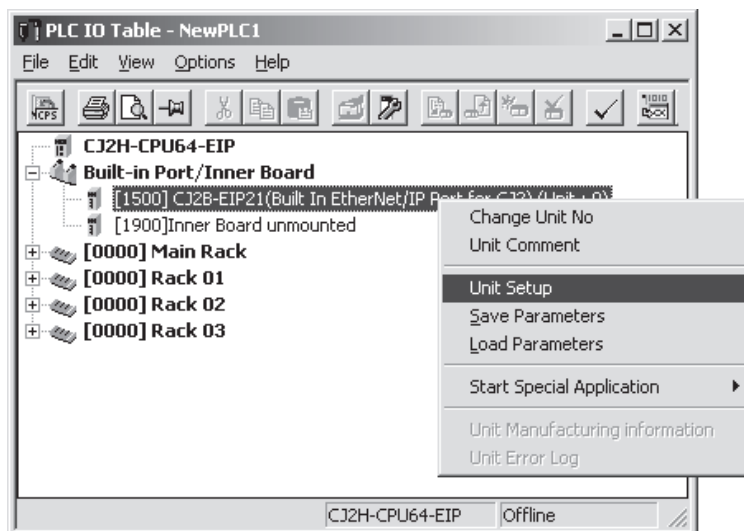 PLC IO Table - NewPLC1
File Edit View Options Help
NCPS
1010
CJ2H-CPU64-EIP
Built-in Port/Inner Board
[1500] CJ2B-EIP21(Built In EtherNet/IP Port for CJ2) (Unit : 0)
[1900]Inner Board unmounted
[0000] Main Rack
[0000] Rack 01
[0000] Rack 02
[0000] Rack 03
Change Unit No
Unit Comment
Unit Setup
Save Parameters
Load Parameters
Start Special Application
Unit Manufacturing information
Unit Error Log
CJ2H-CPU64-EIP Offline